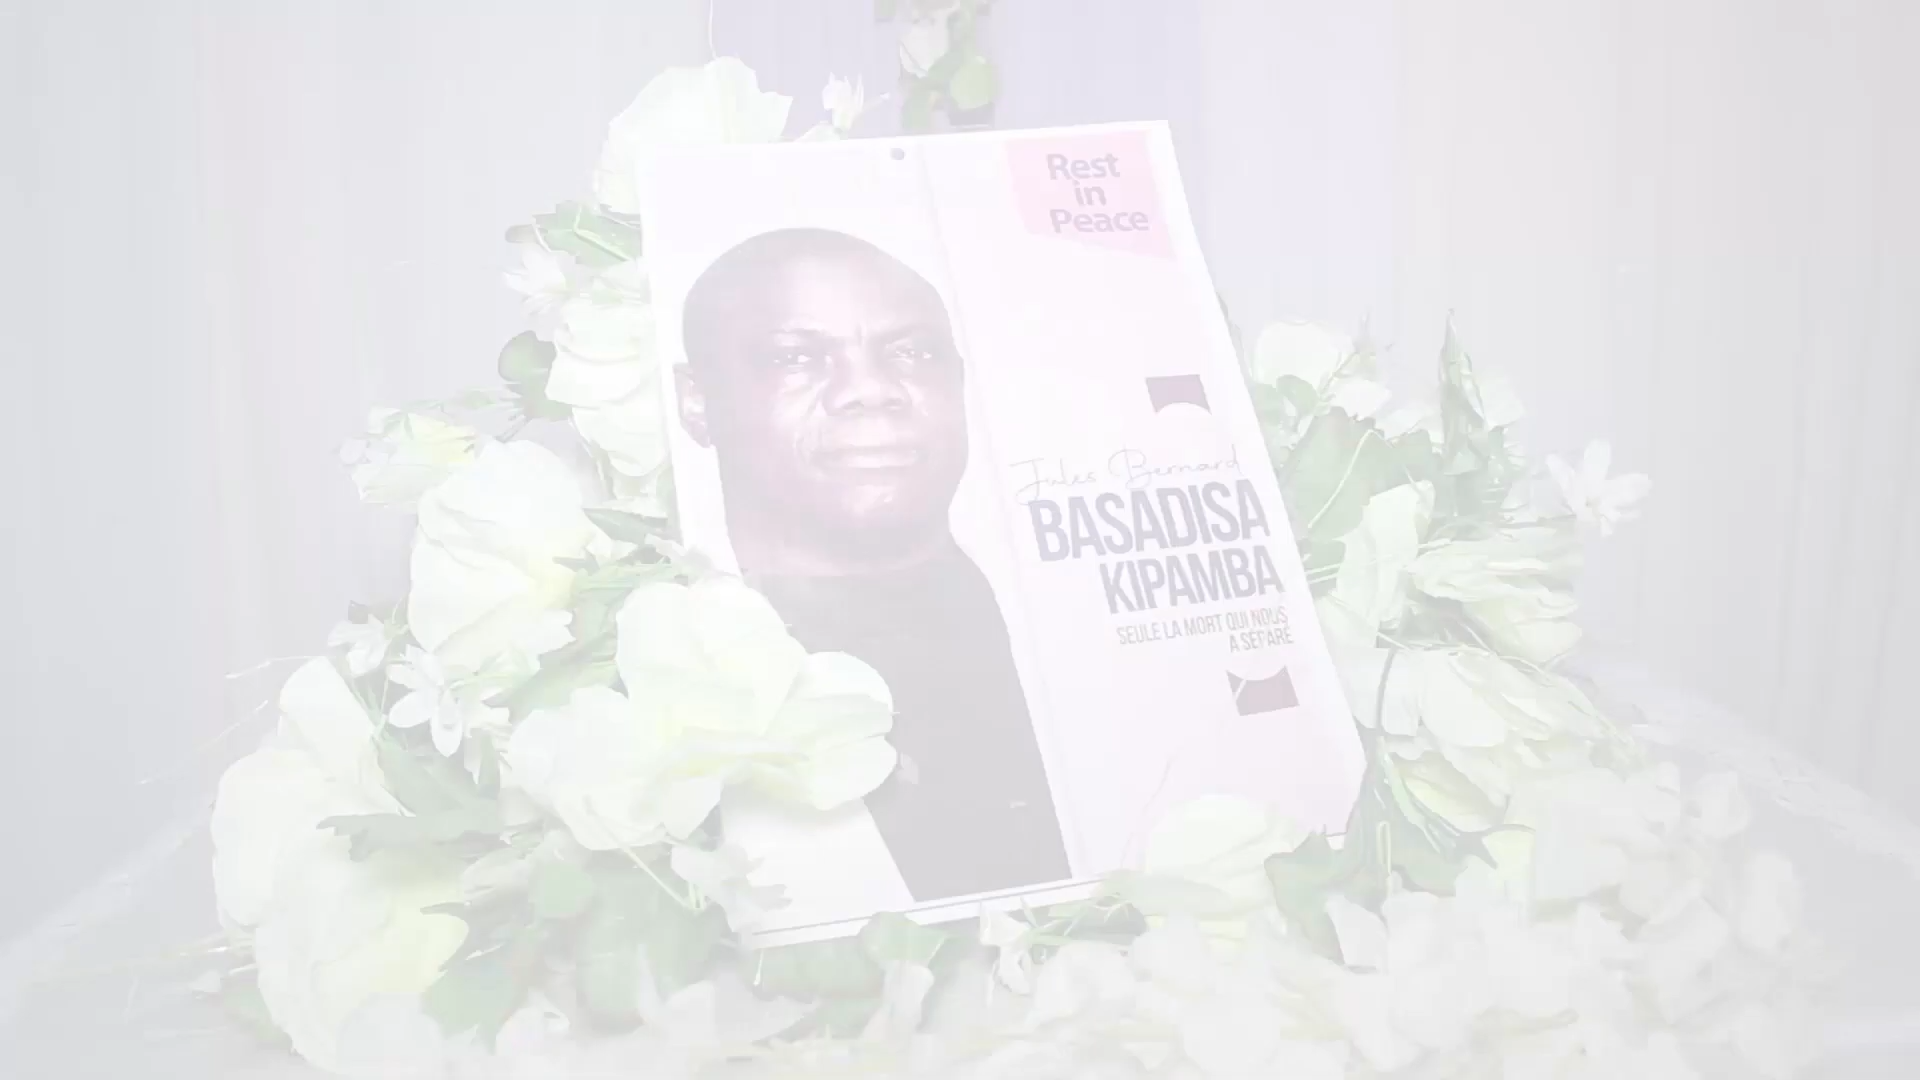 Rest
in
Peace
Jules Bernard
BASADISA
KIPAMBA
SEULE LA MORT QUI NOUS
A SÉPARÉ